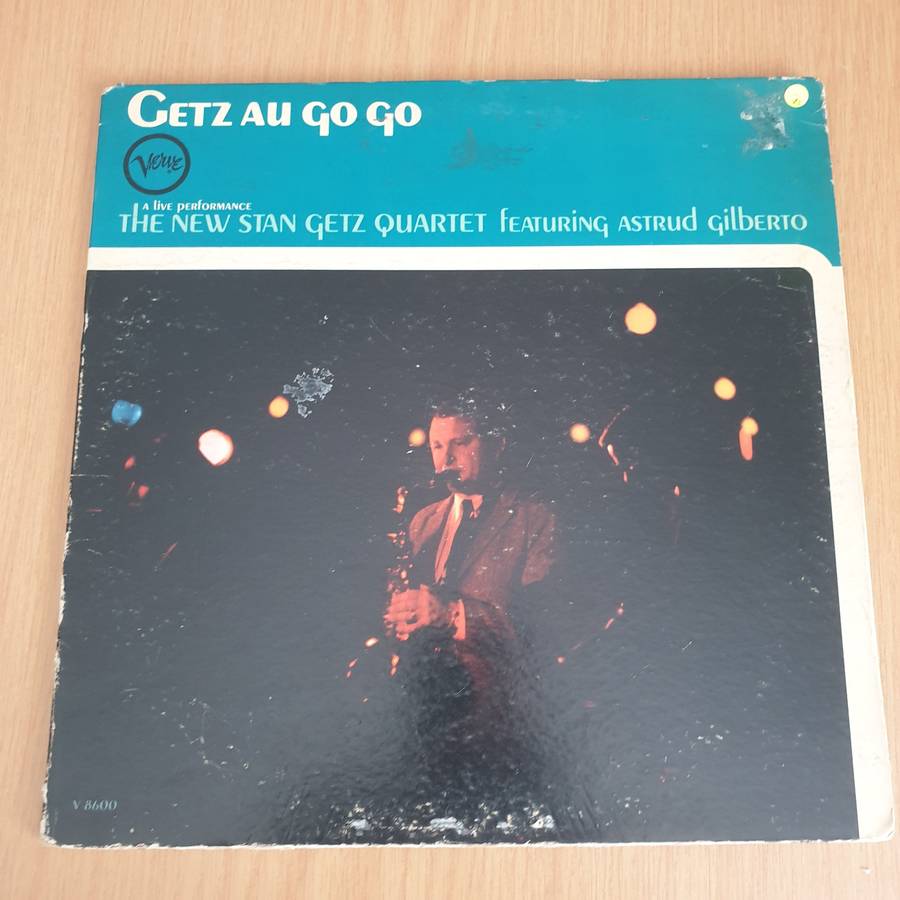 GETZ AU GO GO
Verve
A LIVE PERFORMANCE
THE NEW STAN GETZ QUARTET FEATURING ASTRUD GILBERTO
V 8600